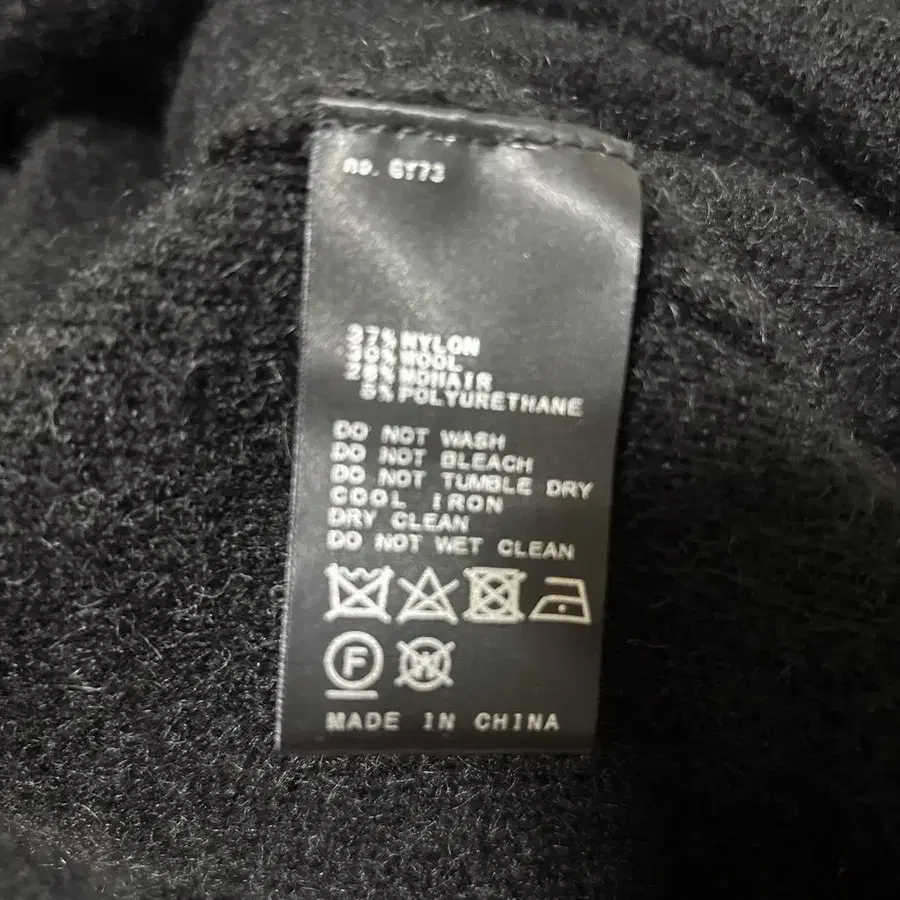 no. GY73
37% NYLON
30% WOOL
28% MOHAIR
5% POLYURETHANE
DO NOT WASH
DO NOT BLEACH
DO NOT TUMBLE DRY
COOL IRON
DRY CLEAN
DO NOT WET CLEAN
F W
MADE IN CHINA